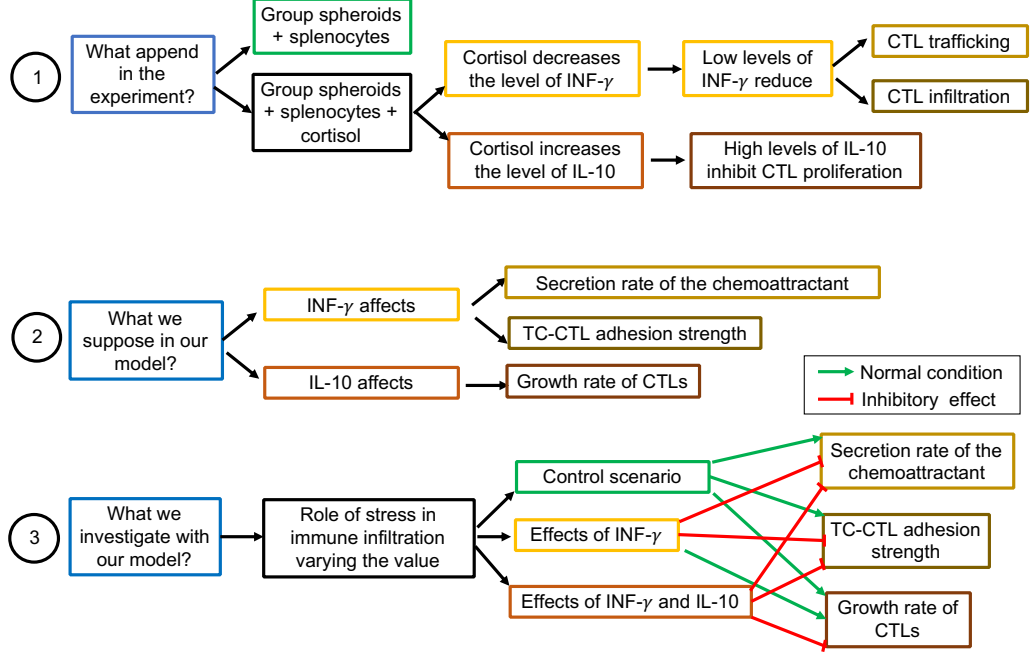 1
What append
in the
experiment?
Group spheroids
+ splenocytes
Group spheroids
+ splenocytes +
cortisol
Cortisol decreases
the level of INF-γ
Low levels of
INF-γ reduce
CTL trafficking
CTL infiltration
Cortisol increases
the level of IL-10
High levels of IL-10
inhibit CTL proliferation
2
What we
suppose in our
model?
INF-γ affects
Secretion rate of the chemoattractant
TC-CTL adhesion strength
IL-10 affects
Growth rate of CTLs
Normal condition
Inhibitory effect
3
What we
investigate with
our model?
Role of stress in
immune infiltration
varying the value
Control scenario
Effects of INF-γ
Effects of INF-γ and IL-10
Secretion rate of the
chemoattractant
TC-CTL adhesion
strength
Growth rate of
CTLs